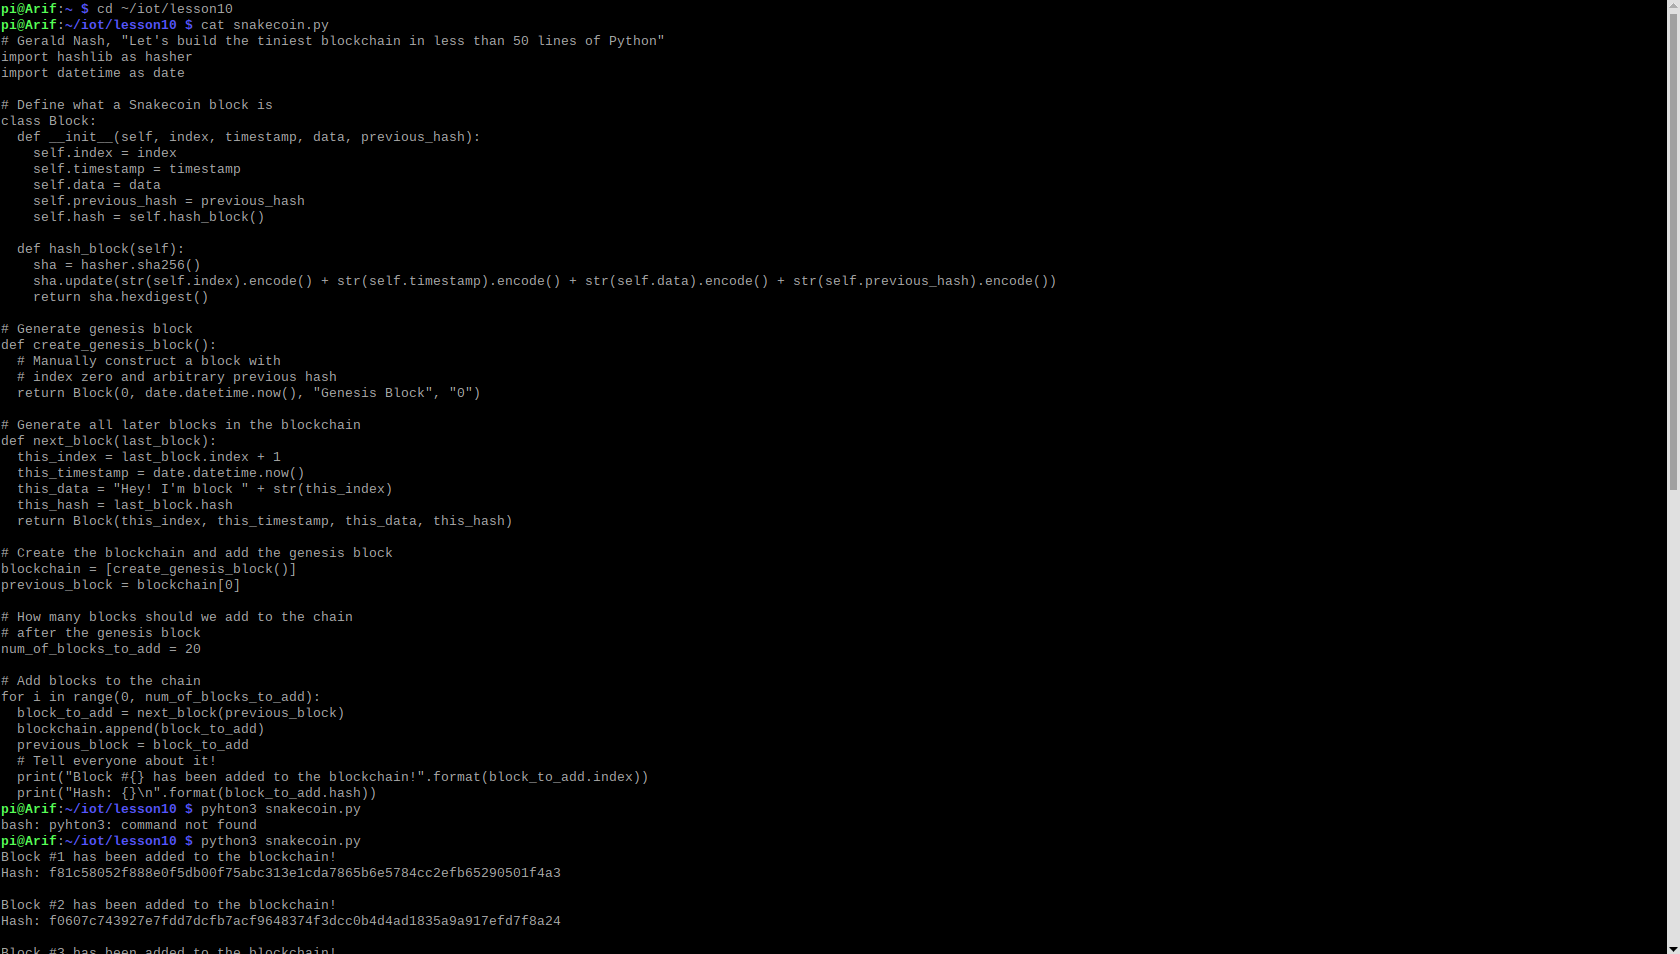 pi@Arif:~ $ cd ~/iot/lesson10
pi@Arif:~/iot/lesson10 $ cat snakecoin.py
# Gerald Nash, "Let's build the tiniest blockchain in less than 50 lines of Python"
import hashlib as hasher
import datetime as date

# Define what a Snakecoin block is
class Block:
  def __init__(self, index, timestamp, data, previous_hash):
    self.index = index
    self.timestamp = timestamp
    self.data = data
    self.previous_hash = previous_hash
    self.hash = self.hash_block()

  def hash_block(self):
    sha = hasher.sha256()
    sha.update(str(self.index).encode() + str(self.timestamp).encode() + str(self.data).encode() + str(self.previous_hash).encode())
    return sha.hexdigest()

# Generate genesis block
def create_genesis_block():
  # Manually construct a block with
  # index zero and arbitrary previous hash
  return Block(0, date.datetime.now(), "Genesis Block", "0")

# Generate all later blocks in the blockchain
def next_block(last_block):
  this_index = last_block.index + 1
  this_timestamp = date.datetime.now()
  this_data = "Hey! I'm block " + str(this_index)
  this_hash = last_block.hash
  return Block(this_index, this_timestamp, this_data, this_hash)

# Create the blockchain and add the genesis block
blockchain = [create_genesis_block()]
previous_block = blockchain[0]

# How many blocks should we add to the chain
# after the genesis block
num_of_blocks_to_add = 20

# Add blocks to the chain
for i in range(0, num_of_blocks_to_add):
  block_to_add = next_block(previous_block)
  blockchain.append(block_to_add)
  previous_block = block_to_add
  # Tell everyone about it!
  print("Block #{} has been added to the blockchain!".format(block_to_add.index))
  print("Hash: {}\n".format(block_to_add.hash))
pi@Arif:~/iot/lesson10 $ pyhton3 snakecoin.py
bash: pyhton3: command not found
pi@Arif:~/iot/lesson10 $ python3 snakecoin.py
Block #1 has been added to the blockchain!
Hash: f81c58052f888e0f5db00f75abc313e1cda7865b6e5784cc2efb65290501f4a3

Block #2 has been added to the blockchain!
Hash: f0607c743927e7fdd7dcfb7acf9648374f3dcc0b4d4ad1835a9a917efd7f8a24

Block #3 has been added to the blockchain!